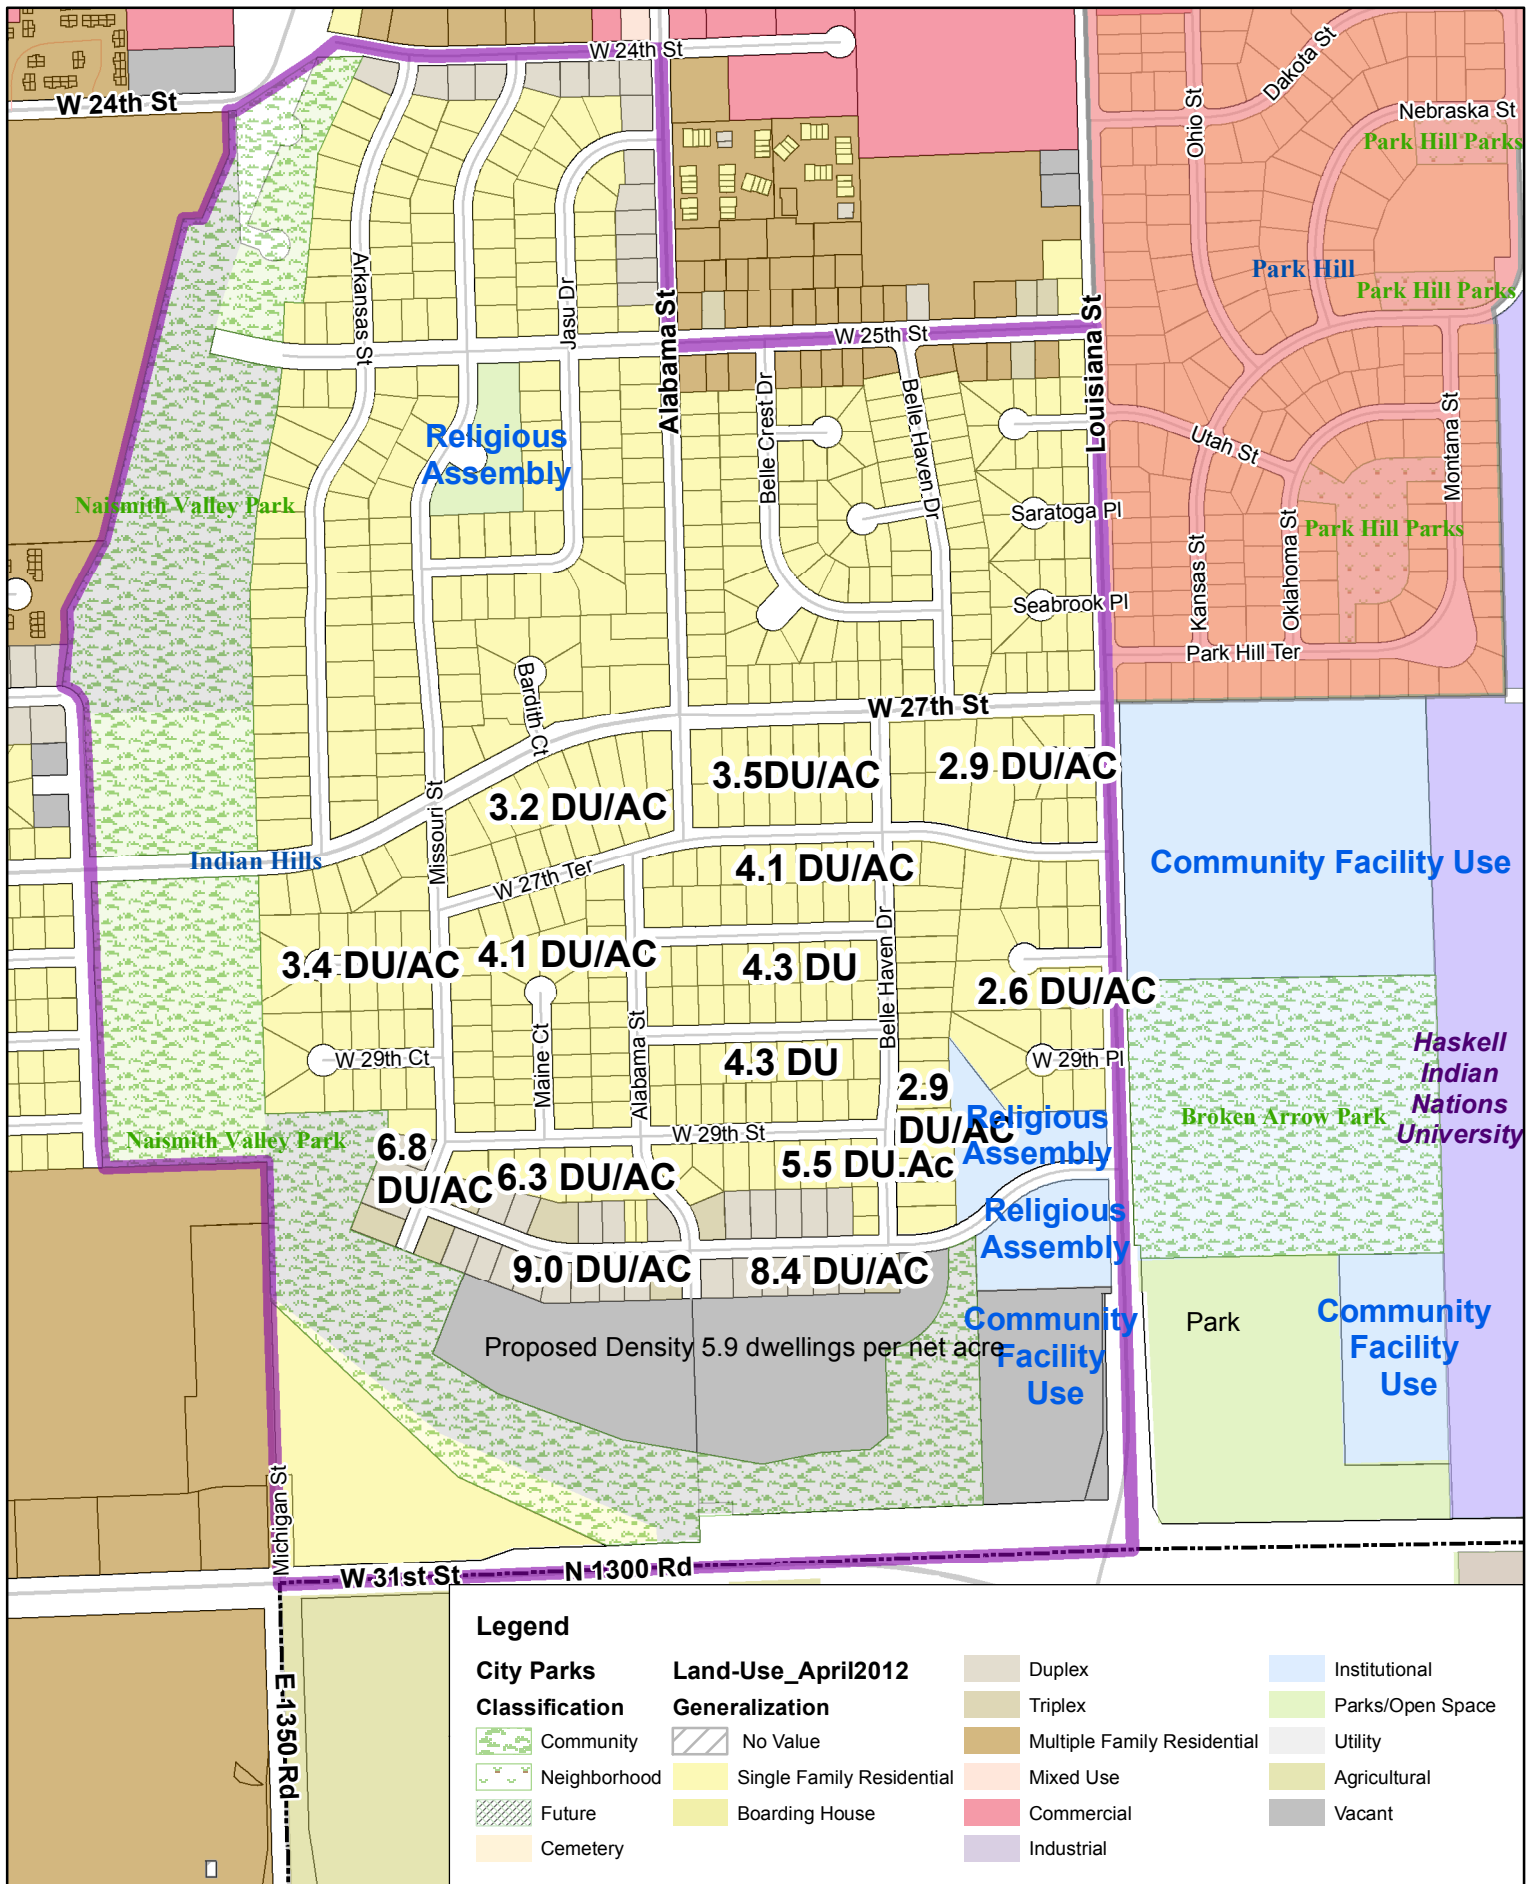 W 24th St
W 24th St
Ohio St
Dakota St
Nebraska St
Park Hill Parks
Arkansas St
Jasu Dr
Alabama St
W 25th St
Louisiana St
Park Hill
Park Hill Parks
Religious
Assembly
Belle Crest Dr
Belle Haven Dr
Utah St
Montana St
Naismith Valley Park
Saratoga Pl
Park Hill Parks
Kansas St
Oklahoma St
Seabrook Pl
Park Hill Ter
Bardith Ct
W 27th St
3.5DU/AC
2.9 DU/AC
3.2 DU/AC
Missouri St
Indian Hills
W 27th Ter
4.1 DU/AC
Community Facility Use
3.4 DU/AC
4.1 DU/AC
4.3 DU
Belle Haven Dr
2.6 DU/AC
W 29th Ct
Maine Ct
Alabama St
4.3 DU
W 29th Pl
Haskell
Indian
Nations
University
2.9
DU/AC
Religious
Assembly
Broken Arrow Park
Naismith Valley Park
W 29th St
6.8
DU/AC
6.3 DU/AC
5.5 DU.Ac
Religious
Assembly
9.0 DU/AC
8.4 DU/AC
Community
Facility
Use
Park
Community
Facility
Use
Proposed Density 5.9 dwellings per net acre
Michigan St
W 31st St
N 1300 Rd
E 1350 Rd
Legend
City Parks
Classification
Community
Neighborhood
Future
Cemetery
Land-Use_April2012
Generalization
No Value
Single Family Residential
Boarding House
Duplex
Triplex
Multiple Family Residential
Mixed Use
Commercial
Industrial
Institutional
Parks/Open Space
Utility
Agricultural
Vacant